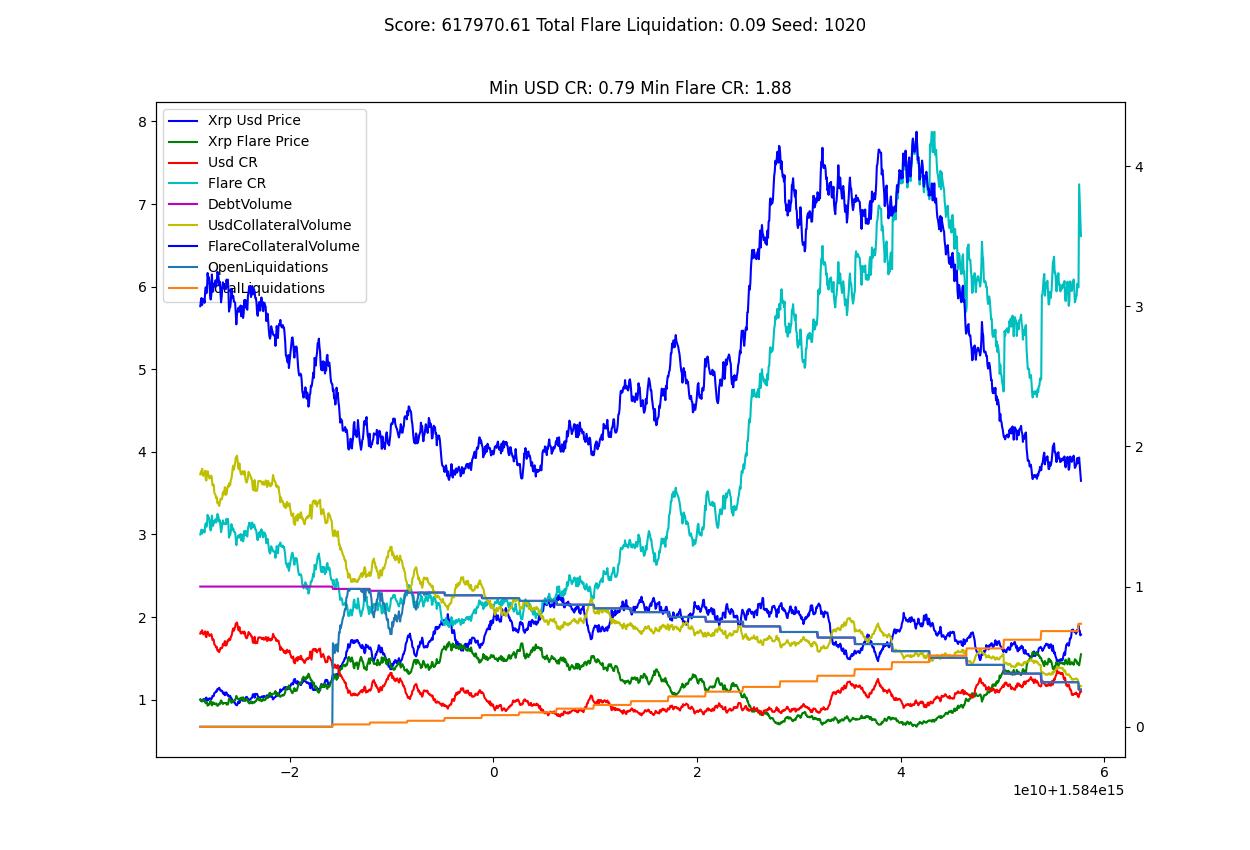 Score: 617970.61 Total Flare Liquidation: 0.09 Seed: 1020
Min USD CR: 0.79 Min Flare CR: 1.88
Xrp Usd Price
Xrp Flare Price
Usd CR
Flare CR
DebtVolume
UsdCollateralVolume
FlareCollateralVolume
OpenLiquidations
TotalLiquidations
8
7
6
5
4
3
2
1
4
3
2
1
0
−2
0
2
4
6
1e10+1.584e15